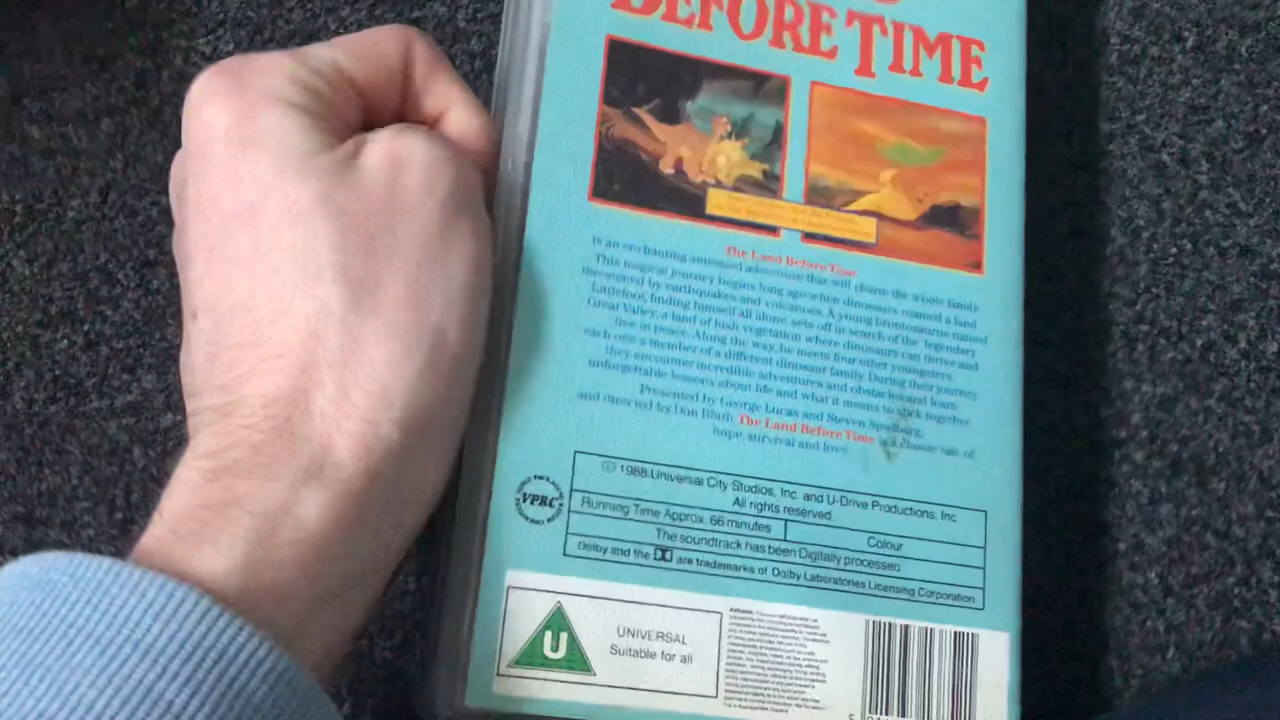 BEFORE TIME
The Land Before Time
is an enchanting animated adventure that will charm the whole family
This magical journey begins long ago when dinosaurs roamed a land
threatened by earthquakes and volcanoes. A young brontosaurus named
Littlefoot, finding himself all alone, sets off in search of the legendary
Great Valley, a land of lush vegetation where dinosaurs can thrive and
live in peace. Along the way, he meets four other youngsters,
each one a member of a different dinosaur family. During their journey
they encounter incredible adventures and obstacles and learn
unforgettable lessons about life and what it means to stick together
Presented by George Lucas and Steven Spielberg,
and directed by Don Bluth, The Land Before Time is a classic tale of
hope, survival and love
VPRC
© 1988 Universal City Studios, Inc. and U-Drive Productions, Inc
All rights reserved.
Running Time Approx. 66 minutes
Colour
The soundtrack has been Digitally processed
Dolby and the are trademarks of Dolby Laboratories Licensing Corporation
U
UNIVERSAL
Suitable for all